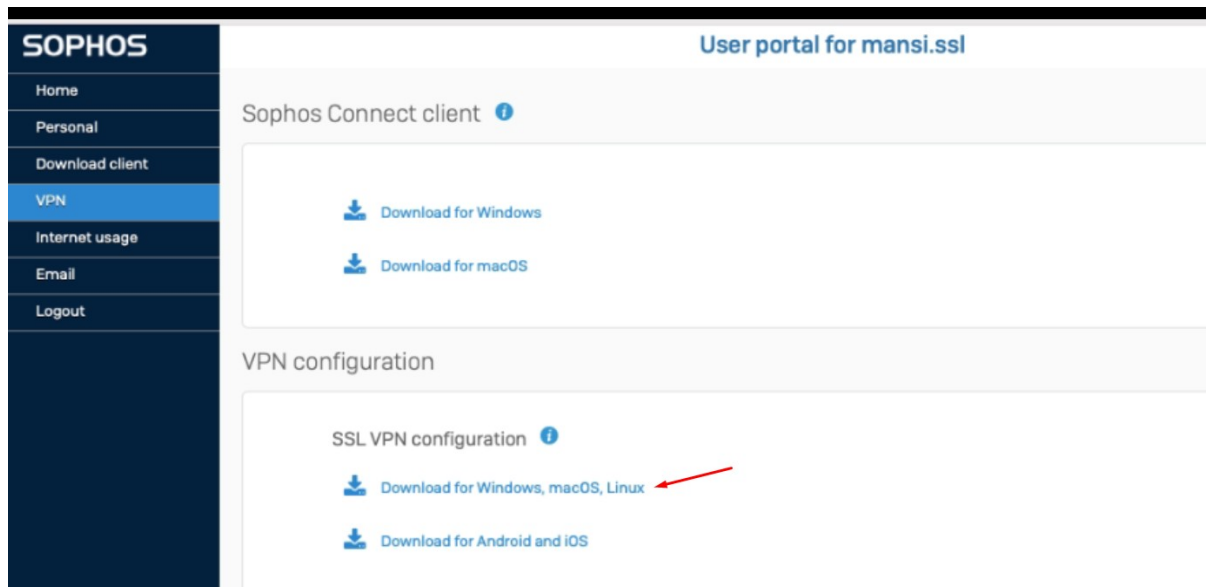 SOPHOS
User portal for mansi.ssl
Home
Personal
Download client
VPN
Internet usage
Email
Logout
Sophos Connect client
Download for Windows
Download for macOS
VPN configuration
SSL VPN configuration
Download for Windows, macOS, Linux
Download for Android and iOS